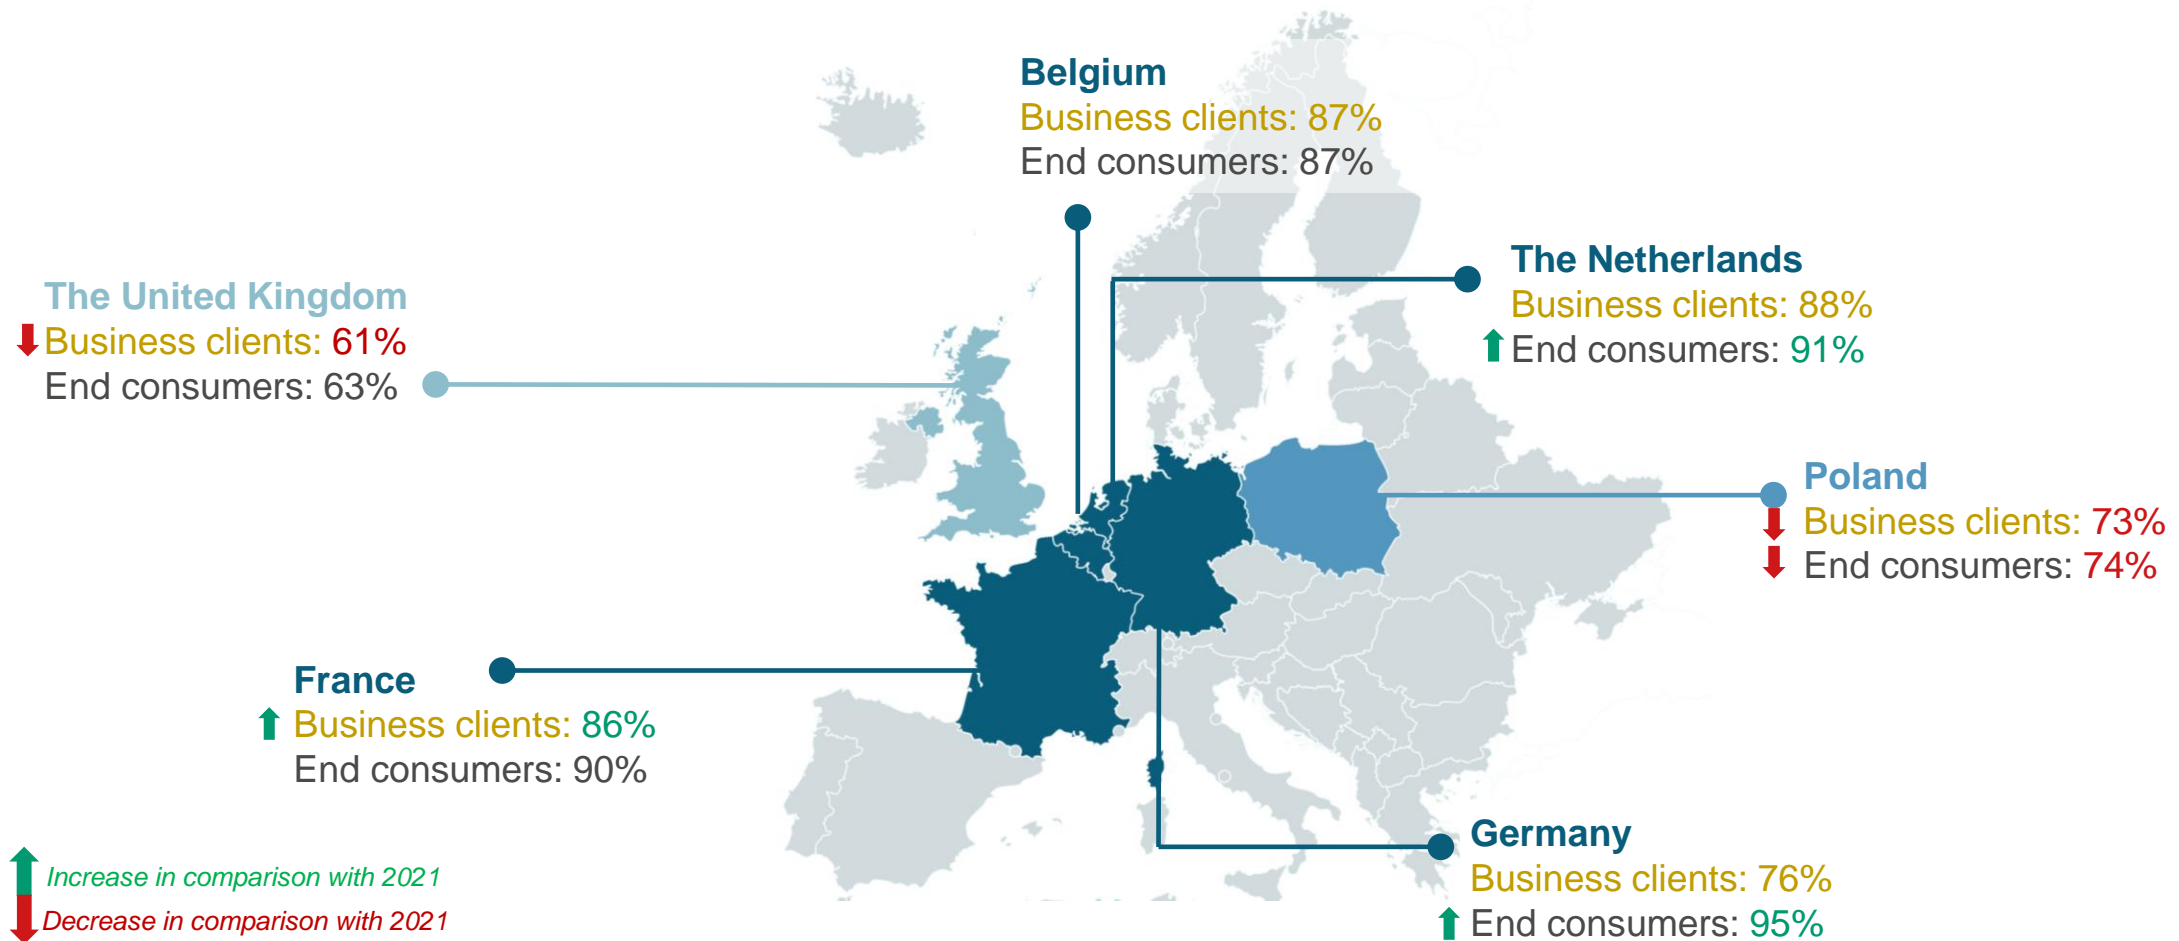 Belgium
Business clients: 87%
End consumers: 87%
The Netherlands
Business clients: 88%
End consumers: 91%
The United Kingdom
Business clients: 61%
End consumers: 63%
Poland
Business clients: 73%
End consumers: 74%
France
Business clients: 86%
End consumers: 90%
Germany
Business clients: 76%
End consumers: 95%
Increase in comparison with 2021
Decrease in comparison with 2021